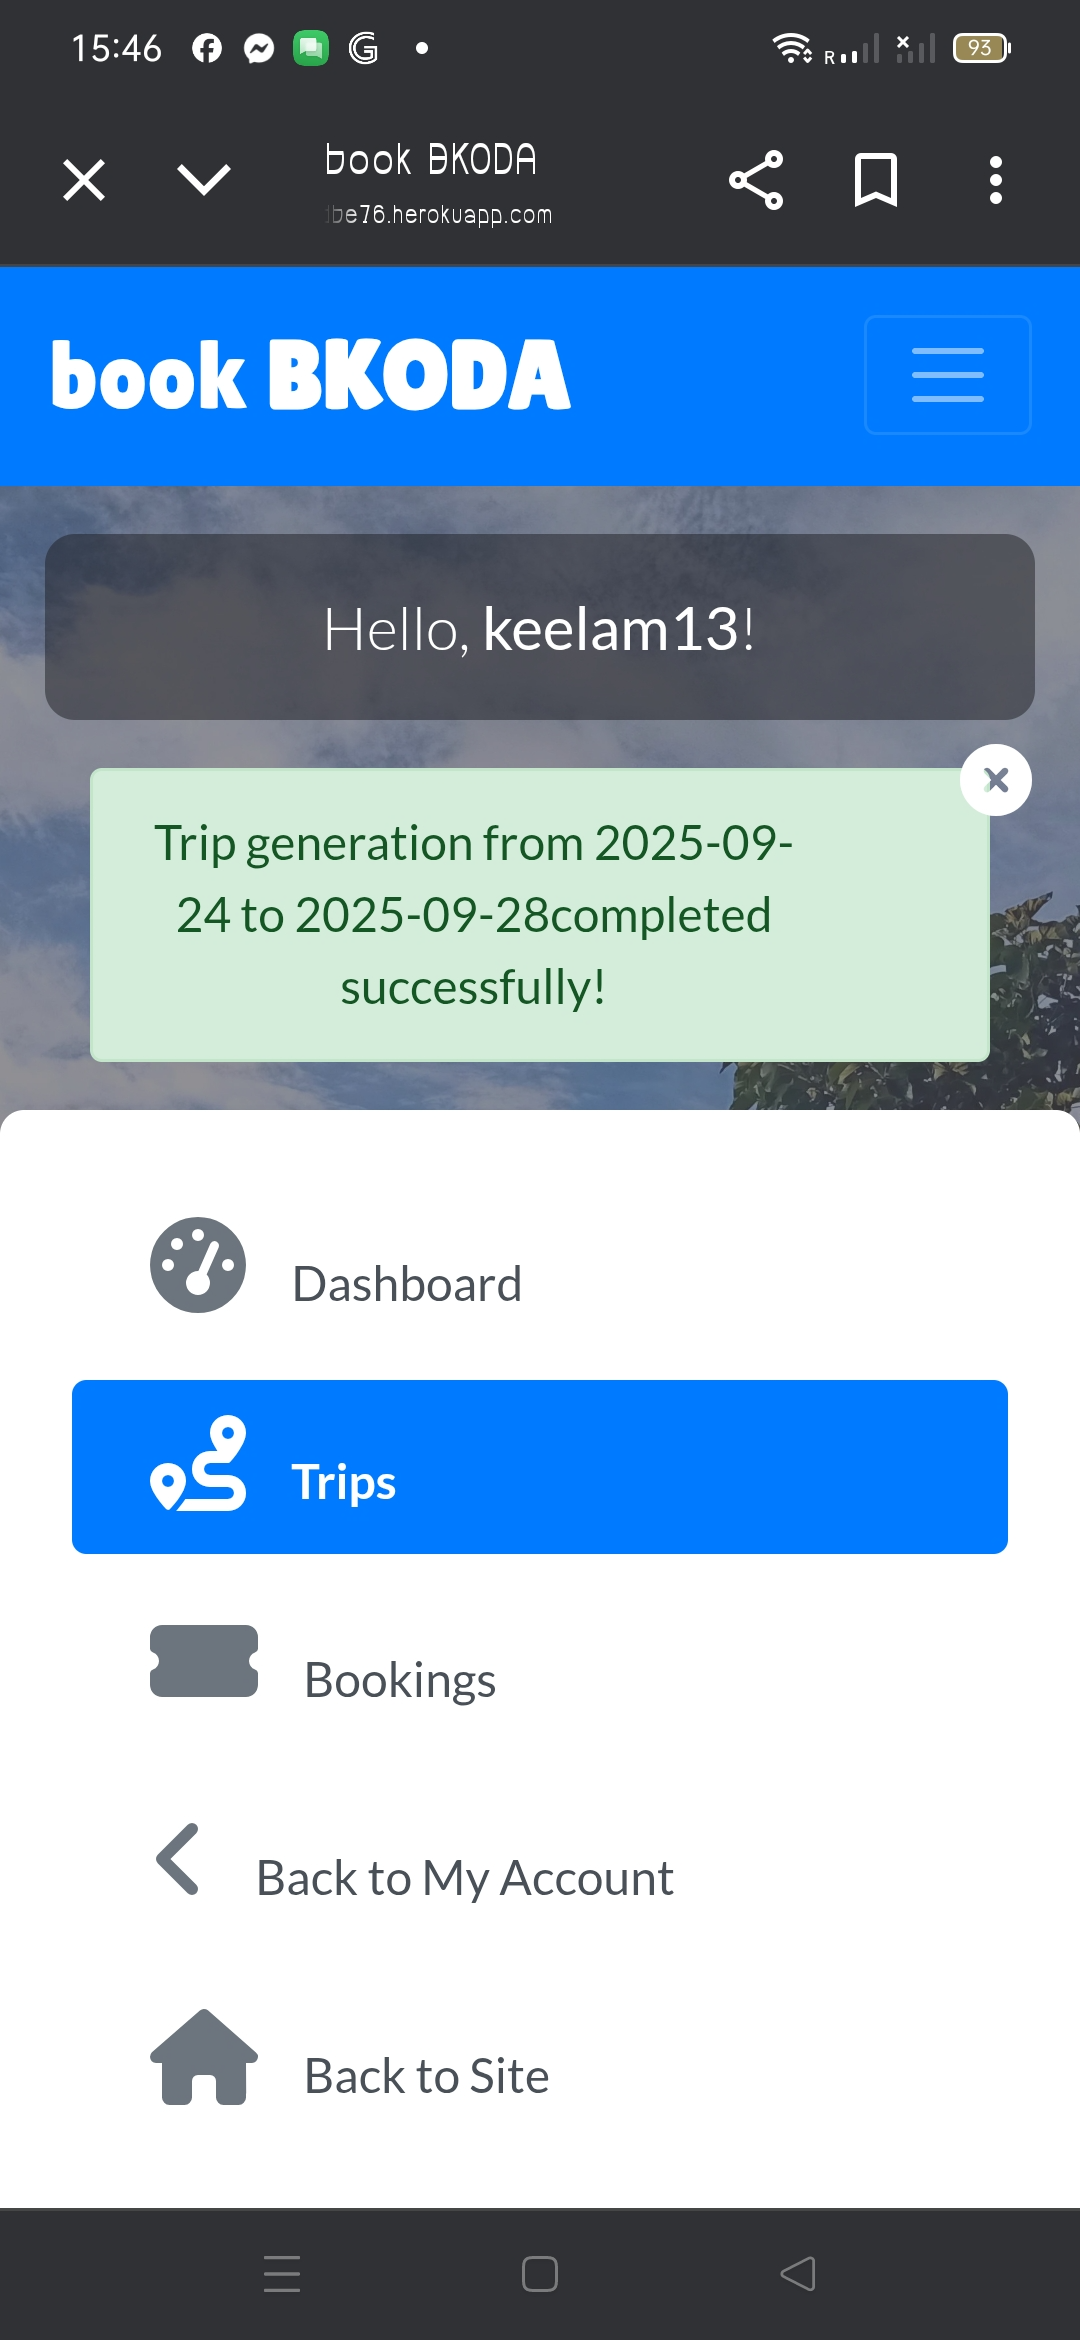 15:46
R
93
book BKODA
be76.herokuapp.com
book BKODA
Hello, keelam13!
Trip generation from 2025-09-
24 to 2025-09-28completed
successfully!
Dashboard
Trips
Bookings
Back to My Account
Back to Site